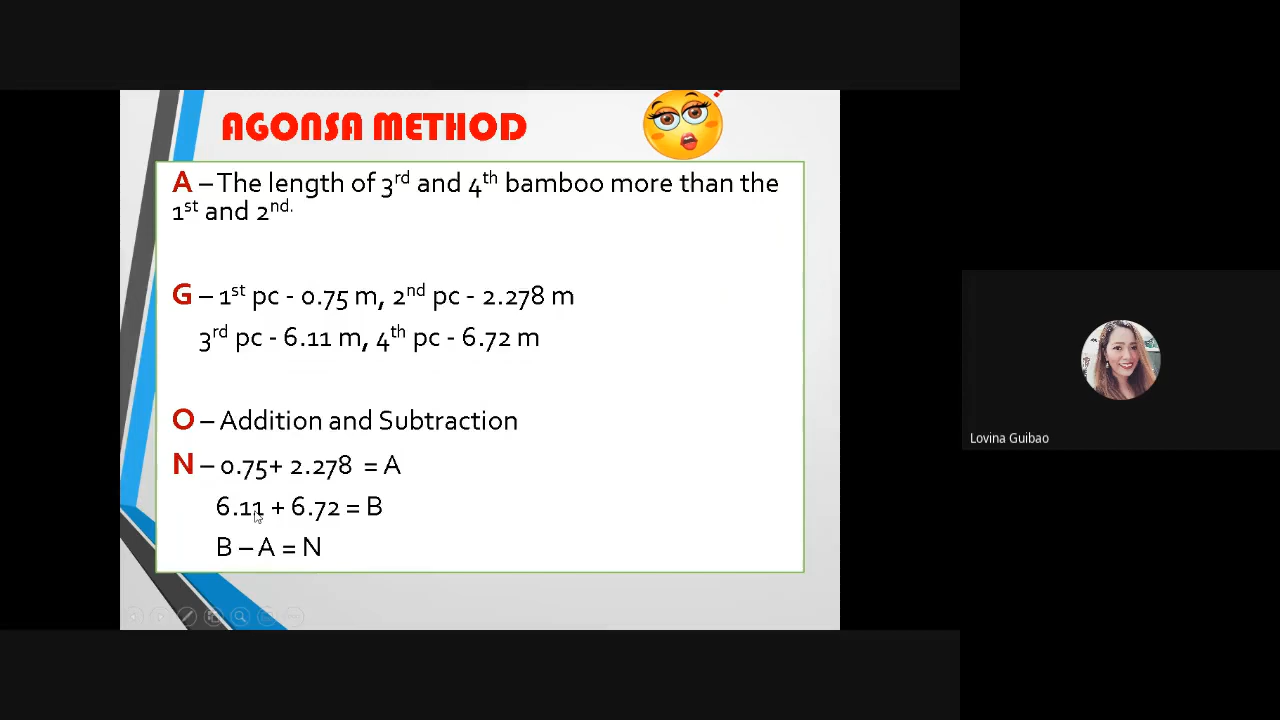 AGONSA METHOD
A – The length of 3rd and 4th bamboo more than the
1st and 2nd.
G – 1st pc - 0.75 m, 2nd pc - 2.278 m
3rd pc - 6.11 m, 4th pc - 6.72 m
O – Addition and Subtraction
N – 0.75+ 2.278 = A
6.11 + 6.72 = B
B – A = N
Lovina Guibao